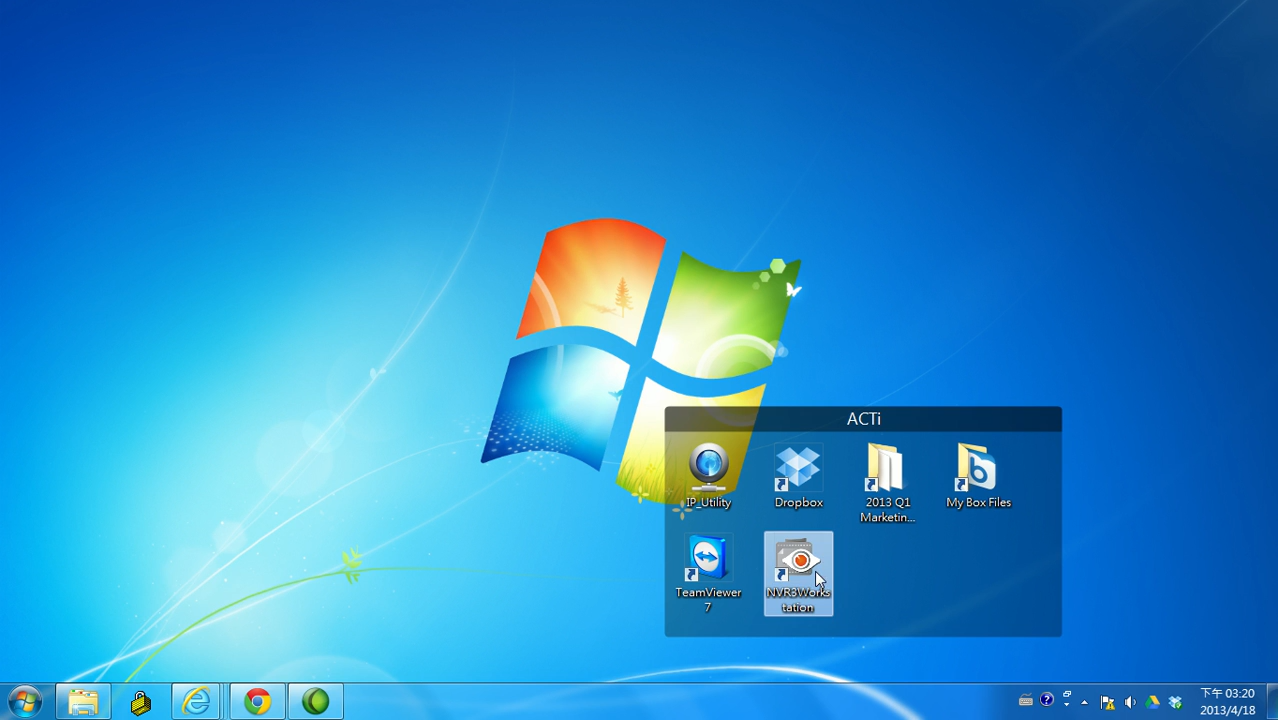 ACTi
IP_Utility
Dropbox
2013 Q1
Marketin...
My Box Files
TeamViewer
7
NVR3Works
tation
下午 03:20
2013/4/18